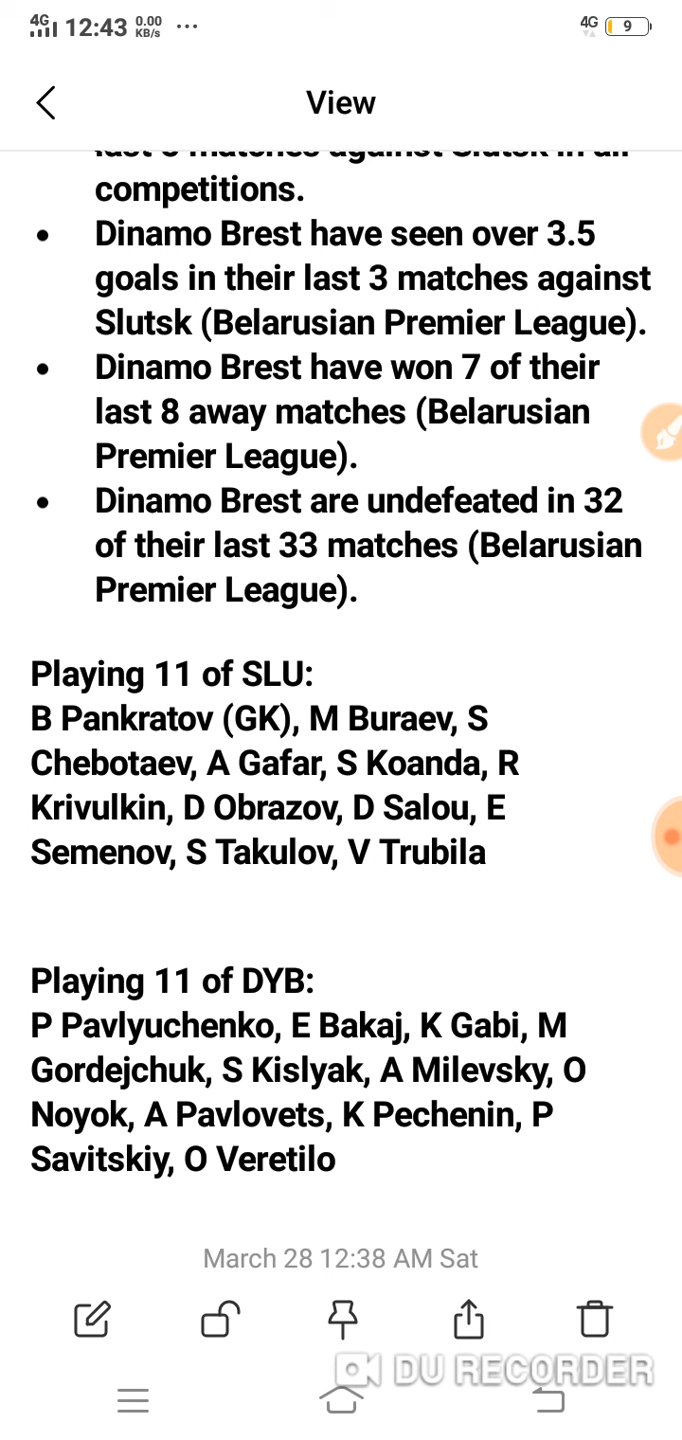 4G 12:43 0.00 KB/s ... 4G 9
View
competitions.
• Dinamo Brest have seen over 3.5
goals in their last 3 matches against
Slutsk (Belarusian Premier League).
• Dinamo Brest have won 7 of their
last 8 away matches (Belarusian
Premier League).
• Dinamo Brest are undefeated in 32
of their last 33 matches (Belarusian
Premier League).
Playing 11 of SLU:
B Pankratov (GK), M Buraev, S
Chebotaev, A Gafar, S Koanda, R
Krivulkin, D Obrazov, D Salou, E
Semenov, S Takulov, V Trubila
Playing 11 of DYB:
P Pavlyuchenko, E Bakaj, K Gabi, M
Gordejchuk, S Kislyak, A Milevsky, O
Noyok, A Pavlovets, K Pechenin, P
Savitskiy, O Veretilo
March 28 12:38 AM Sat
DU RECORDER